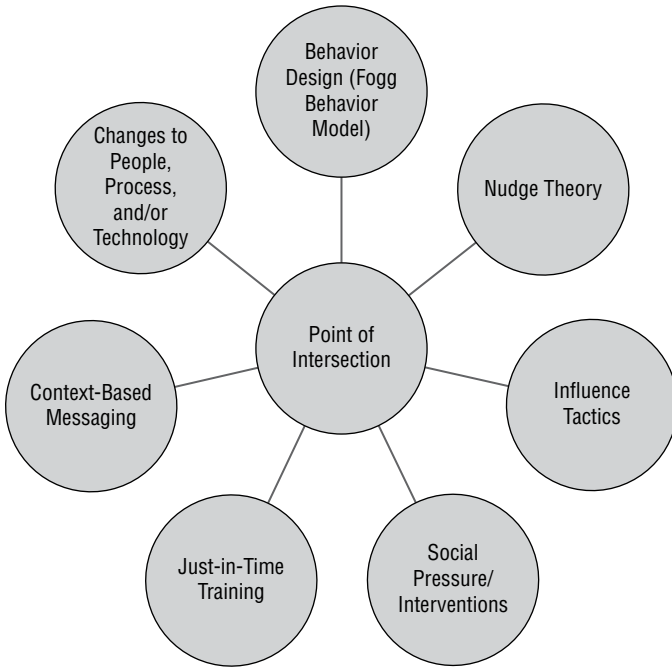 Behavior
Design (Fogg
Behavior
Model)
Nudge Theory
Influence
Tactics
Social
Pressure/
Interventions
Just-in-Time
Training
Context-Based
Messaging
Changes to
People,
Process,
and/or
Technology
Point of
Intersection